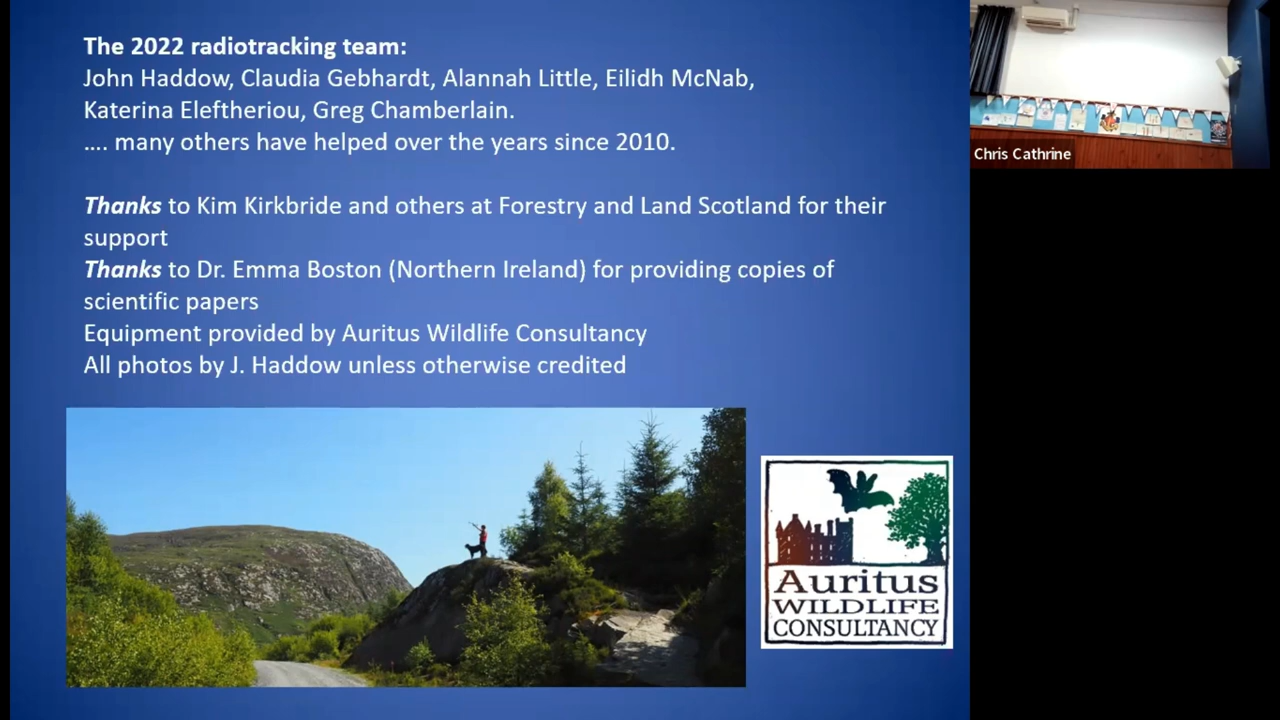 The 2022 radiotracking team:
John Haddow, Claudia Gebhardt, Alannah Little, Eilidh McNab,
Katerina Eleftheriou, Greg Chamberlain.
.... many others have helped over the years since 2010.
Thanks to Kim Kirkbride and others at Forestry and Land Scotland for their
support
Thanks to Dr. Emma Boston (Northern Ireland) for providing copies of
scientific papers
Equipment provided by Auritus Wildlife Consultancy
All photos by J. Haddow unless otherwise credited
Auritus
WILDLIFE
CONSULTANCY
Chris Cathrine